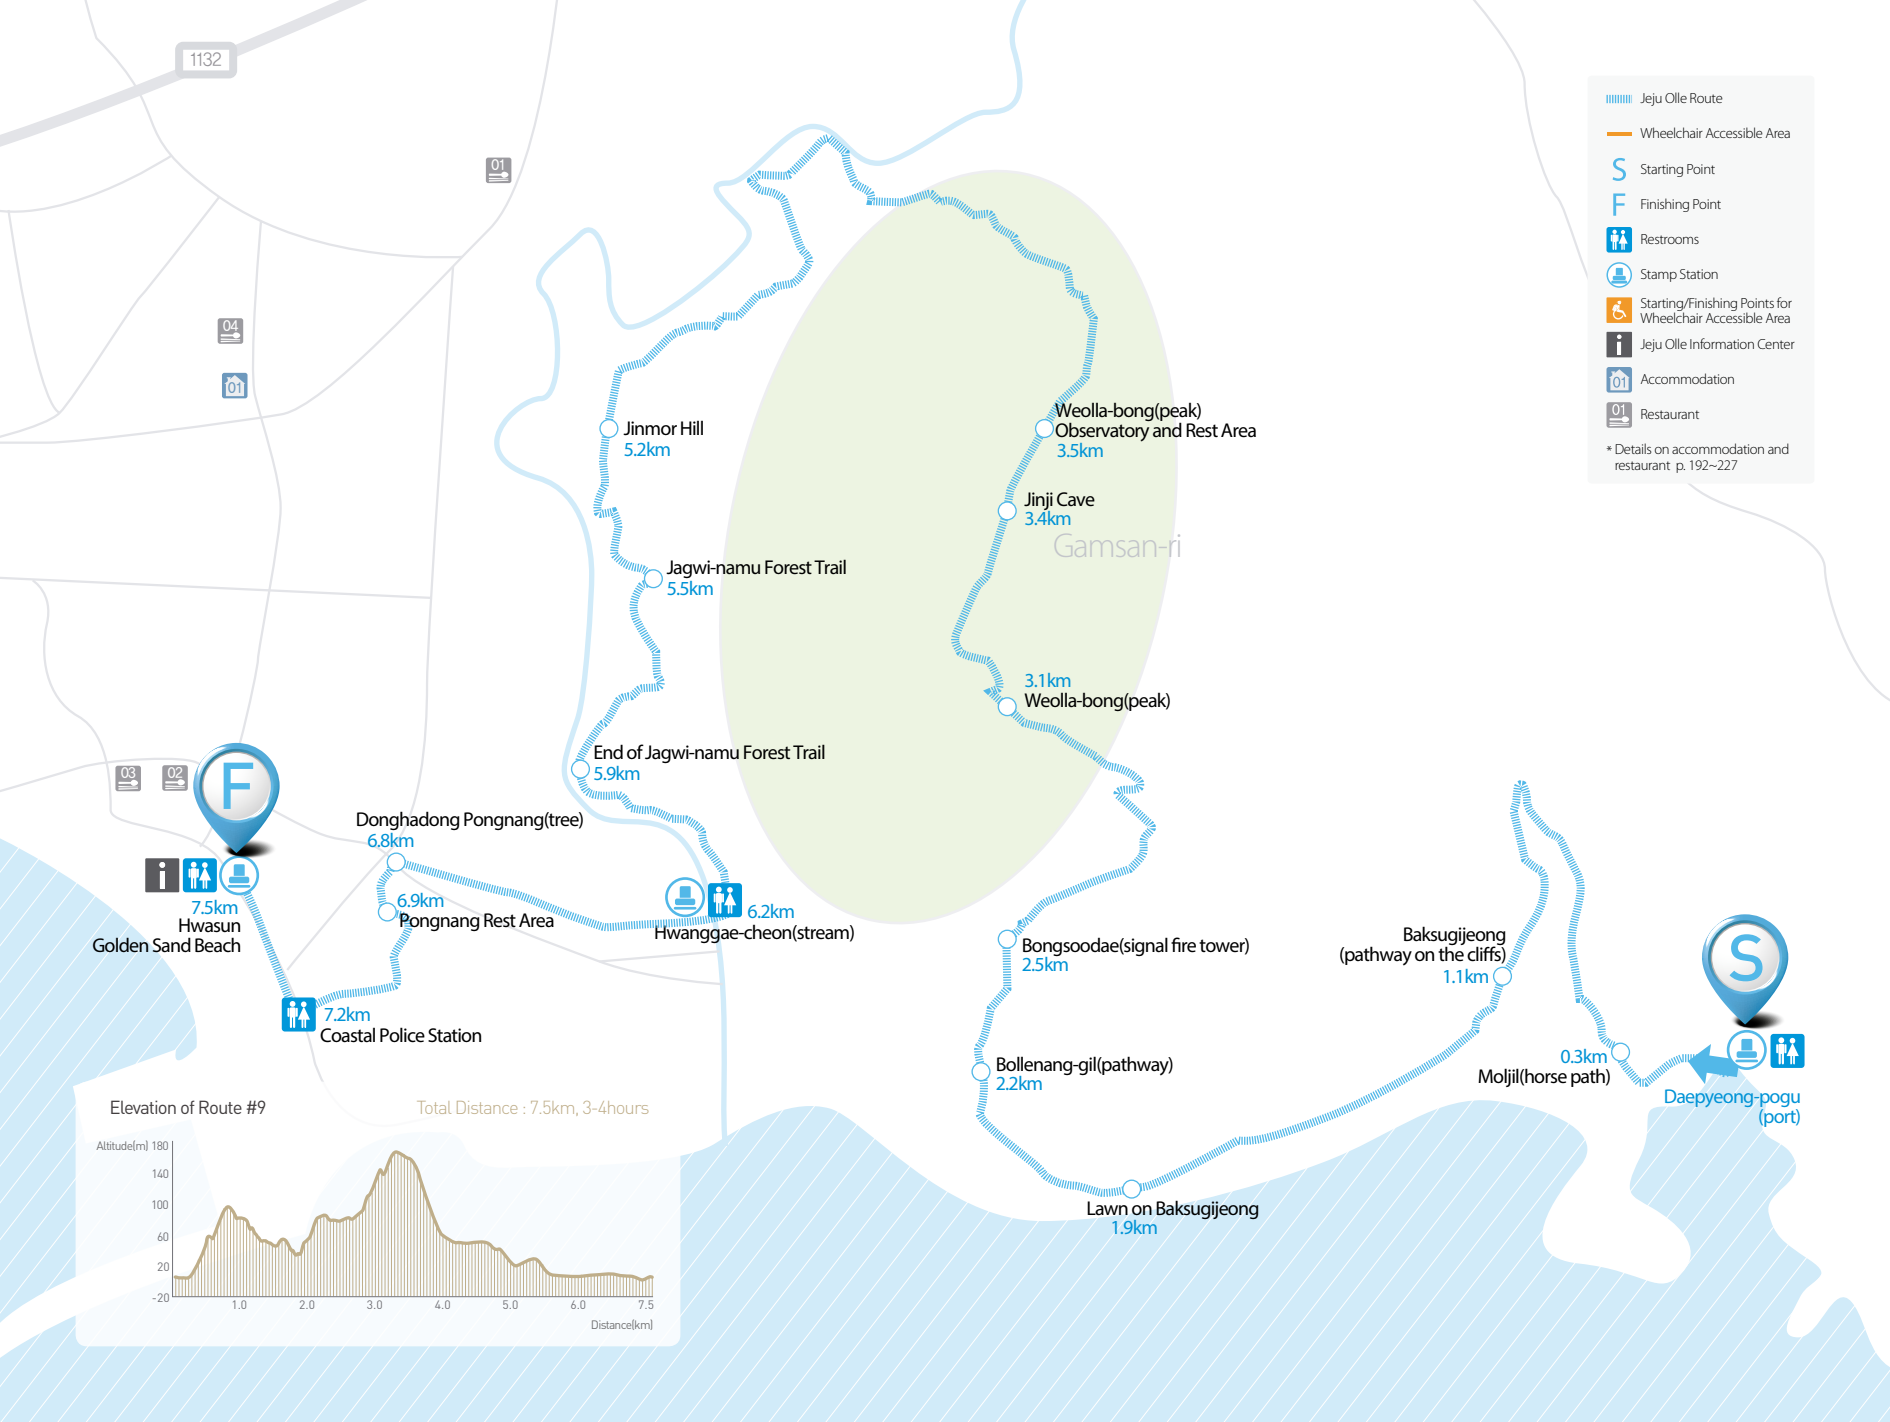 1132
01
04
01
03
02
F
S
Jeju Olle Route
Wheelchair Accessible Area
S
Starting Point
F
Finishing Point
Restrooms
Stamp Station
Starting/Finishing Points for
Wheelchair Accessible Area
i
Jeju Olle Information Center
01
Accommodation
01
Restaurant
* Details on accommodation and
restaurant p. 192~227
Weolla-bong(peak)
Observatory and Rest Area
3.5km
Jinji Cave
3.4km
Gamsan-ri
3.1km
Weolla-bong(peak)
Jinmor Hill
5.2km
Jagwi-namu Forest Trail
5.5km
End of Jagwi-namu Forest Trail
5.9km
Donghadong Pongnang(tree)
6.8km
6.9km
Pongnang Rest Area
6.2km
Hwanggae-cheon(stream)
i
7.5km
Hwasun
Golden Sand Beach
7.2km
Coastal Police Station
Bongsoodae(signal fire tower)
2.5km
Bollenang-gil(pathway)
2.2km
Lawn on Baksugijeong
1.9km
Baksugijeong
(pathway on the cliffs)
1.1km
0.3km
Moljil(horse path)
Daepyeong-pogu
(port)
Elevation of Route #9
Total Distance : 7.5km, 3-4hours
Altitude(m) 180
140
100
60
20
-20
1.0 2.0 3.0 4.0 5.0 6.0 7.5
Distance(km)